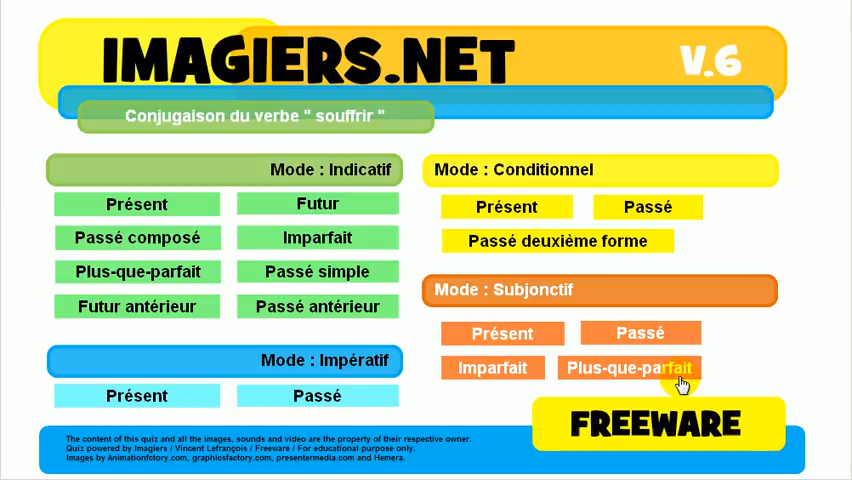 IMAGIERS.NET
V.6
Conjugaison du verbe " souffrir "
Mode : Indicatif
Présent
Futur
Passé composé
Imparfait
Plus-que-parfait
Passé simple
Futur antérieur
Passé antérieur
Mode : Impératif
Présent
Passé
Mode : Conditionnel
Présent
Passé
Passé deuxième forme
Mode : Subjonctif
Présent
Passé
Imparfait
Plus-que-parfait
FREEWARE
The content of this quiz and all the images, sounds and video are the property of their respective owner.
Quiz powered by Imagiers / Vincent Lefrançois / Freeware / For educational purpose only.
Images by Animationfctory.com, graphicsfactory.com, presentermedia.com and Hemera.